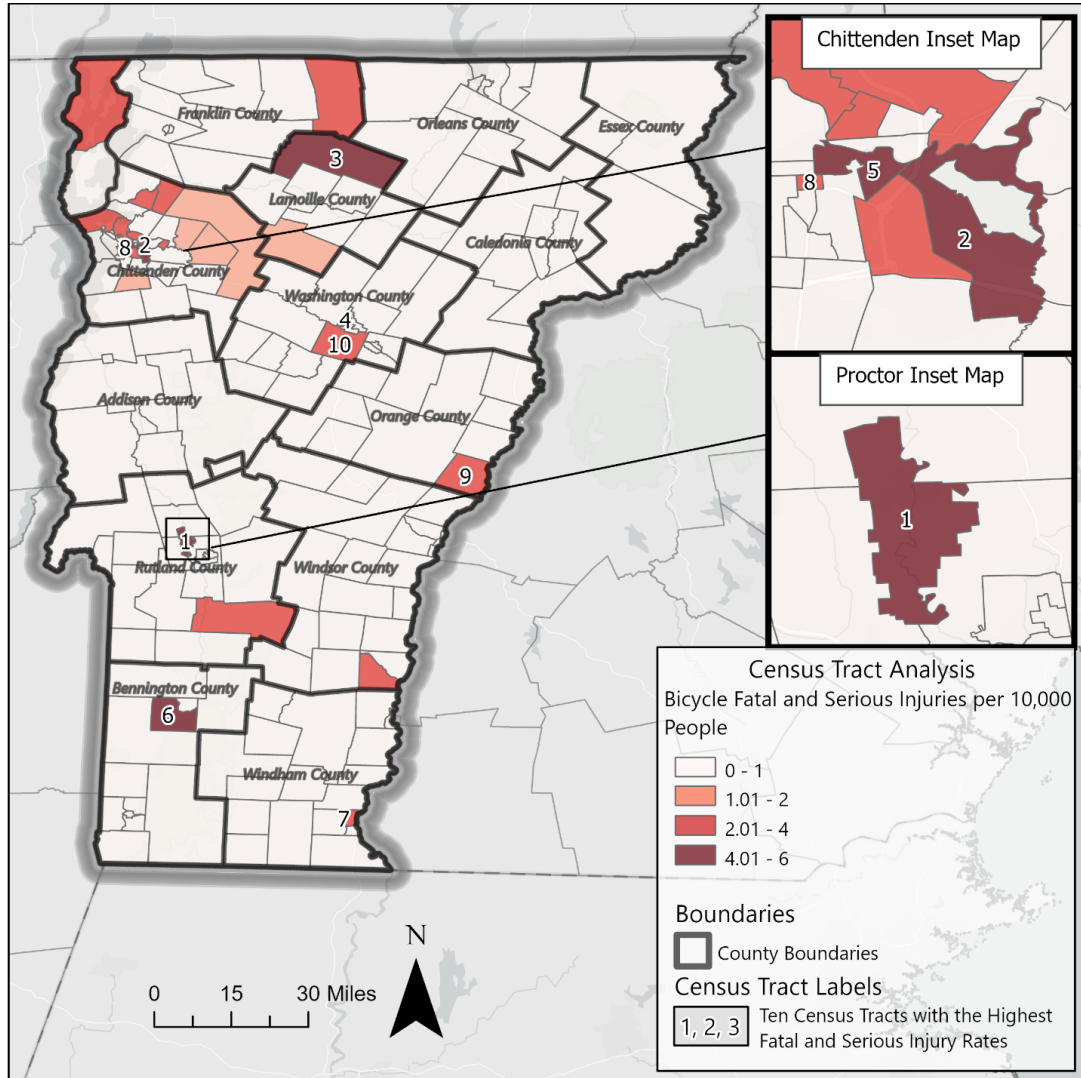 Chittenden Inset Map
Franklin County
Orleans County
Essex County
3
5
8
Lamoille County
2
Caledonia County
8
2
Chittenden County
Washington County
4
10
Proctor Inset Map
Addison County
Orange County
9
1
1
Rutland County
Windsor County
Census Tract Analysis
Bicycle Fatal and Serious Injuries per 10,000
People
Bennington County
6
0 - 1
Windham County
1.01 - 2
7
2.01 - 4
4.01 - 6
Boundaries
County Boundaries
N
Census Tract Labels
0 15 30 Miles
1, 2, 3
Ten Census Tracts with the Highest
Fatal and Serious Injury Rates